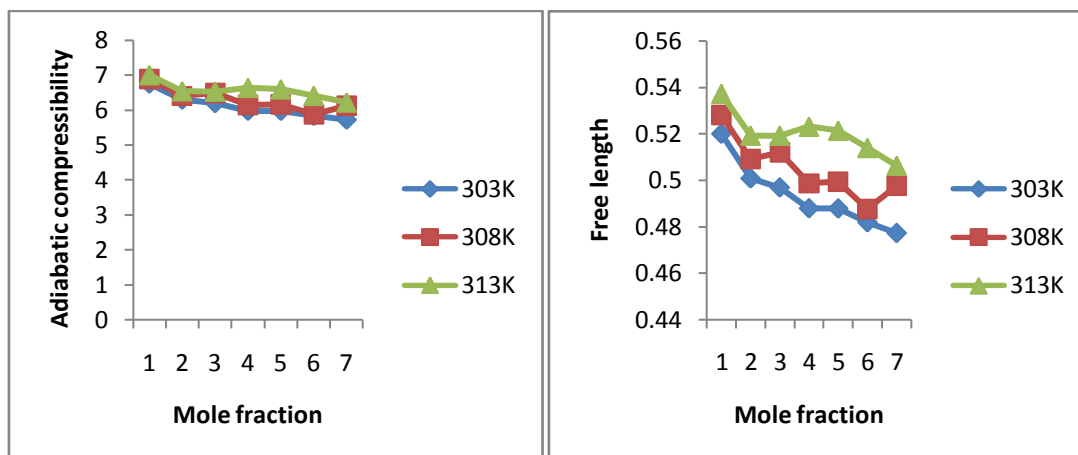 Adiabatic compressibility
8
7
6
5
4
3
2
1
0
1 2 3 4 5 6 7
Mole fraction
303K
308K
313K
Free length
0.56
0.54
0.52
0.5
0.48
0.46
0.44
1 2 3 4 5 6 7
Mole fraction
303K
308K
313K